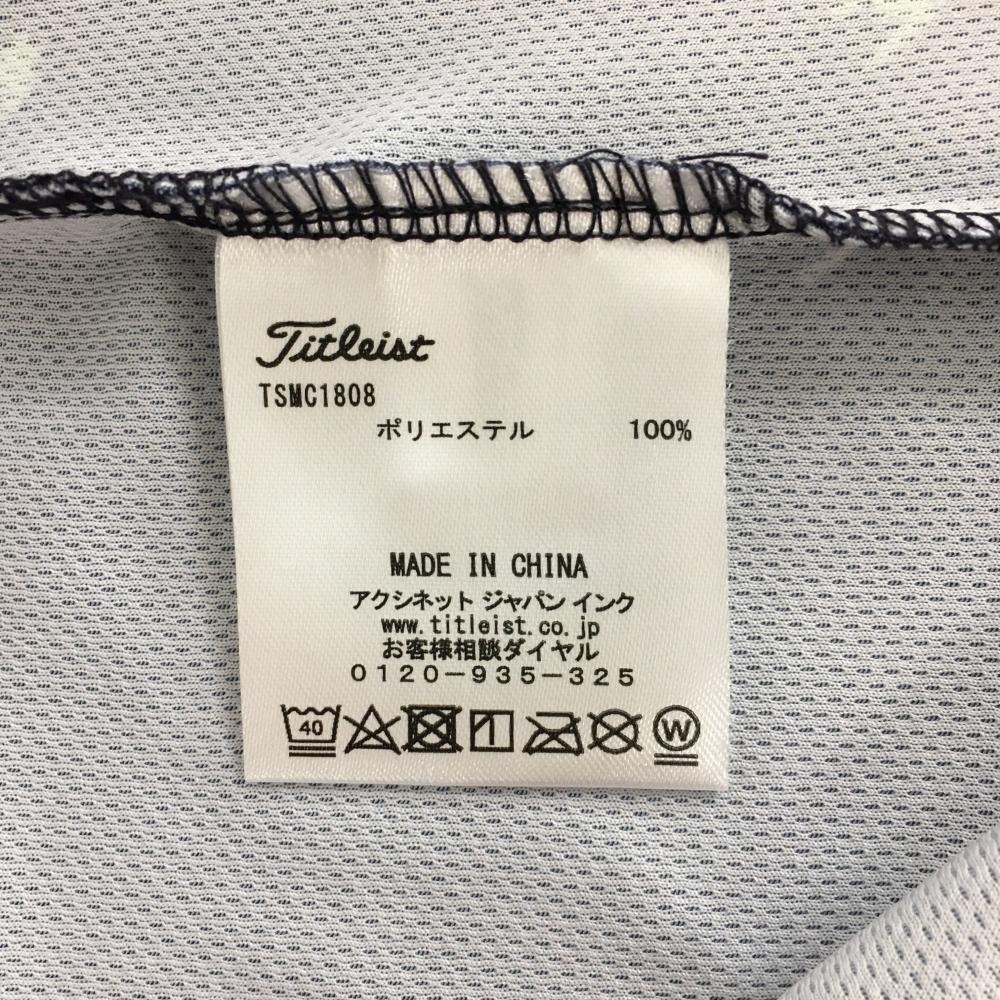 Titleist
TSMC1808
ポリエステル 100%
MADE IN CHINA
アクシネット ジャパン インク
www.titleist.co.jp
お客様相談ダイヤル
0120-935-325
40 W